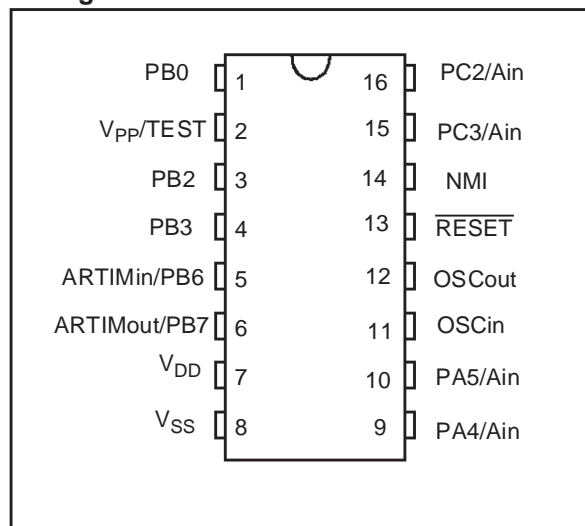 PB0 1 16 PC2/Ain
VPP/TEST 2 15 PC3/Ain
PB2 3 14 NMI
PB3 4 13 RESET
ARTIMin/PB6 5 12 OSCout
ARTIMout/PB7 6 11 OSCin
VDD 7 10 PA5/Ain
VSS 8 9 PA4/Ain